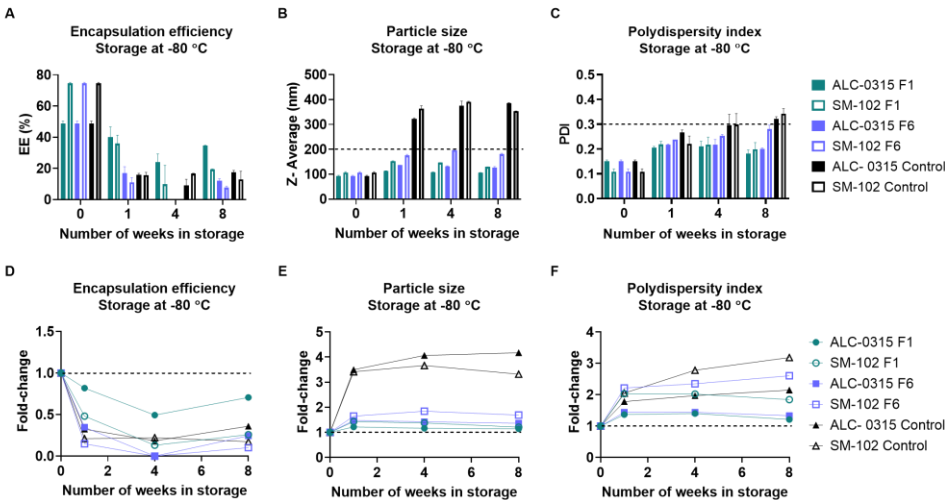 A
Encapsulation efficiency
Storage at -80 °C
EE (%)
80
60
40
20
0
0 1 4 8
Number of weeks in storage
B
Particle size
Storage at -80 °C
Z- Average (nm)
500
400
300
200
100
0
0 1 4 8
Number of weeks in storage
C
Polydispersity index
Storage at -80 °C
PDI
0.5
0.4
0.3
0.2
0.1
0.0
0 1 4 8
Number of weeks in storage
ALC-0315 F1
SM-102 F1
ALC-0315 F6
SM-102 F6
ALC- 0315 Control
SM-102 Control
D
Encapsulation efficiency
Storage at -80 °C
Fold-change
1.5
1.0
0.5
0.0
0 2 4 6 8
Number of weeks in storage
E
Particle size
Storage at -80 °C
Fold-change
5
4
3
2
1
0
0 2 4 6 8
Number of weeks in storage
F
Polydispersity index
Storage at -80 °C
Fold-change
4
3
2
1
0
0 2 4 6 8
Number of weeks in storage
ALC-0315 F1
SM-102 F1
ALC-0315 F6
SM-102 F6
ALC- 0315 Control
SM-102 Control